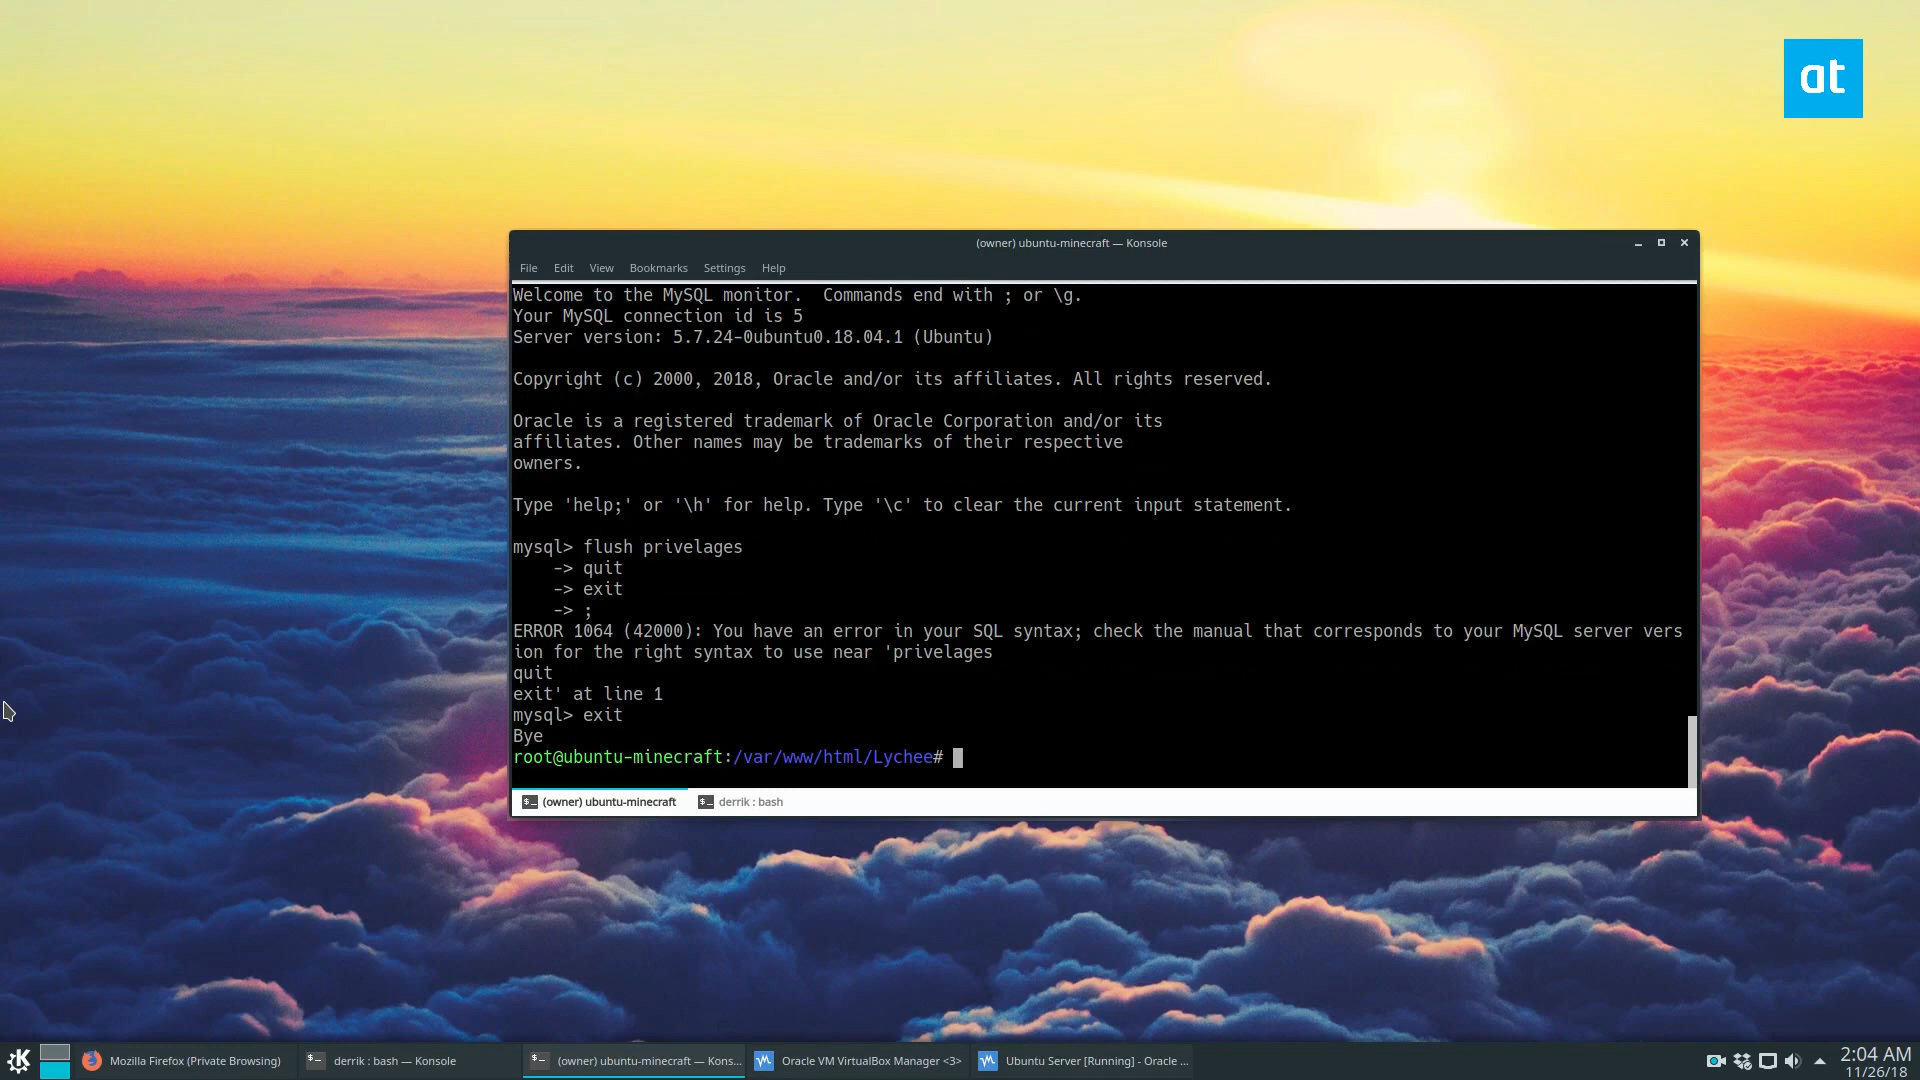 at
(owner) ubuntu-minecraft — Konsole
File Edit View Bookmarks Settings Help
Welcome to the MySQL monitor.  Commands end with ; or \g.
Your MySQL connection id is 5
Server version: 5.7.24-0ubuntu0.18.04.1 (Ubuntu)
Copyright (c) 2000, 2018, Oracle and/or its affiliates. All rights reserved.
Oracle is a registered trademark of Oracle Corporation and/or its
affiliates. Other names may be trademarks of their respective
owners.
Type 'help;' or '\h' for help. Type '\c' to clear the current input statement.
mysql> flush privelages
    -> quit
    -> exit
    -> ;
ERROR 1064 (42000): You have an error in your SQL syntax; check the manual that corresponds to your MySQL server vers
ion for the right syntax to use near 'privelages
quit
exit' at line 1
mysql> exit
Bye
root@ubuntu-minecraft:/var/www/html/Lychee#
(owner) ubuntu-minecraft derrik : bash
Mozilla Firefox (Private Browsing) derrik : bash — Konsole (owner) ubuntu-minecraft — Kons... Oracle VM VirtualBox Manager <3> Ubuntu Server [Running] - Oracle ... 2:04 AM
11/26/18